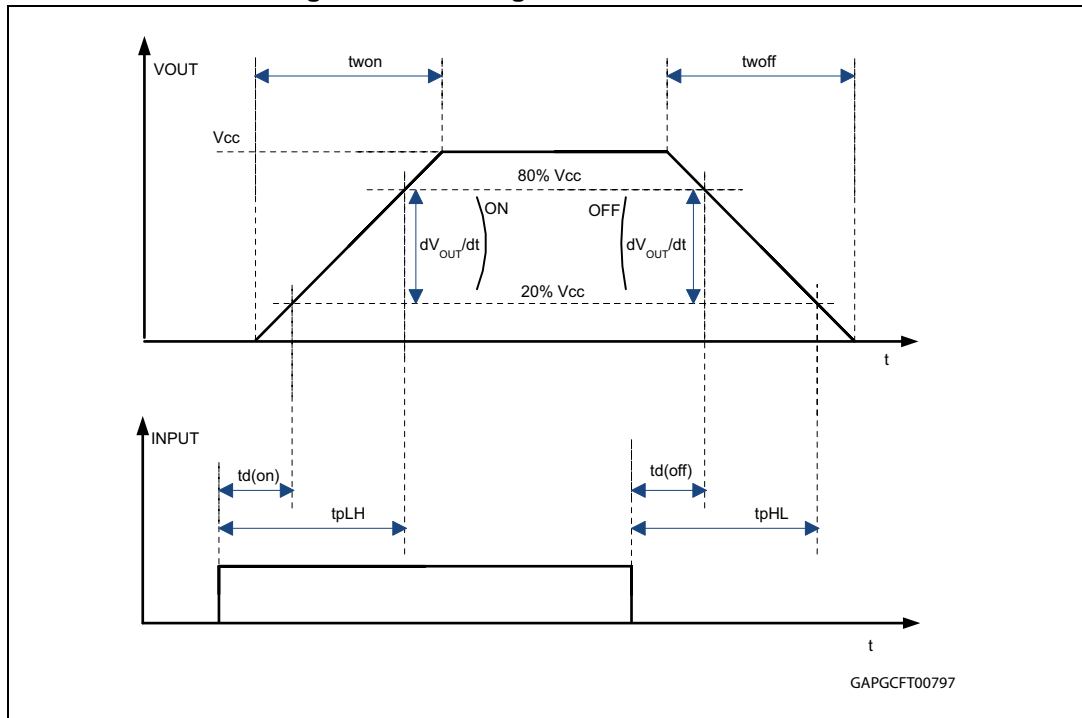 VOUT
twon
twoff
Vcc
80% Vcc
ON
OFF
dVOUT/dt
dVOUT/dt
20% Vcc
t
INPUT
td(on)
td(off)
tpLH
tpHL
t
GAPGCFT00797